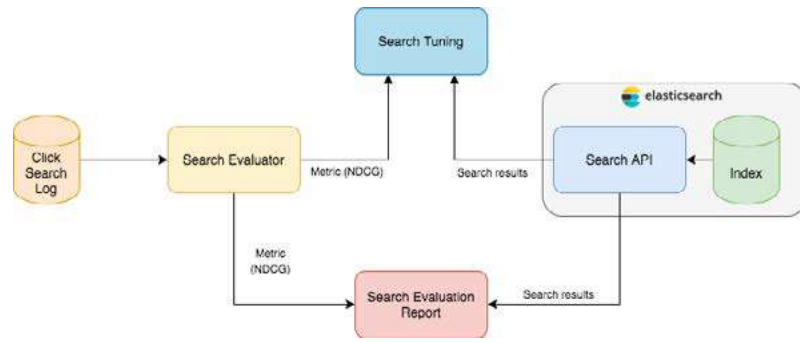 Search Tuning
elasticsearch
Click
Search
Log
Search Evaluator
Metric (NDCG)
Search results
Search API
Index
Metric
(NDCG)
Search Evaluation
Report
Search results